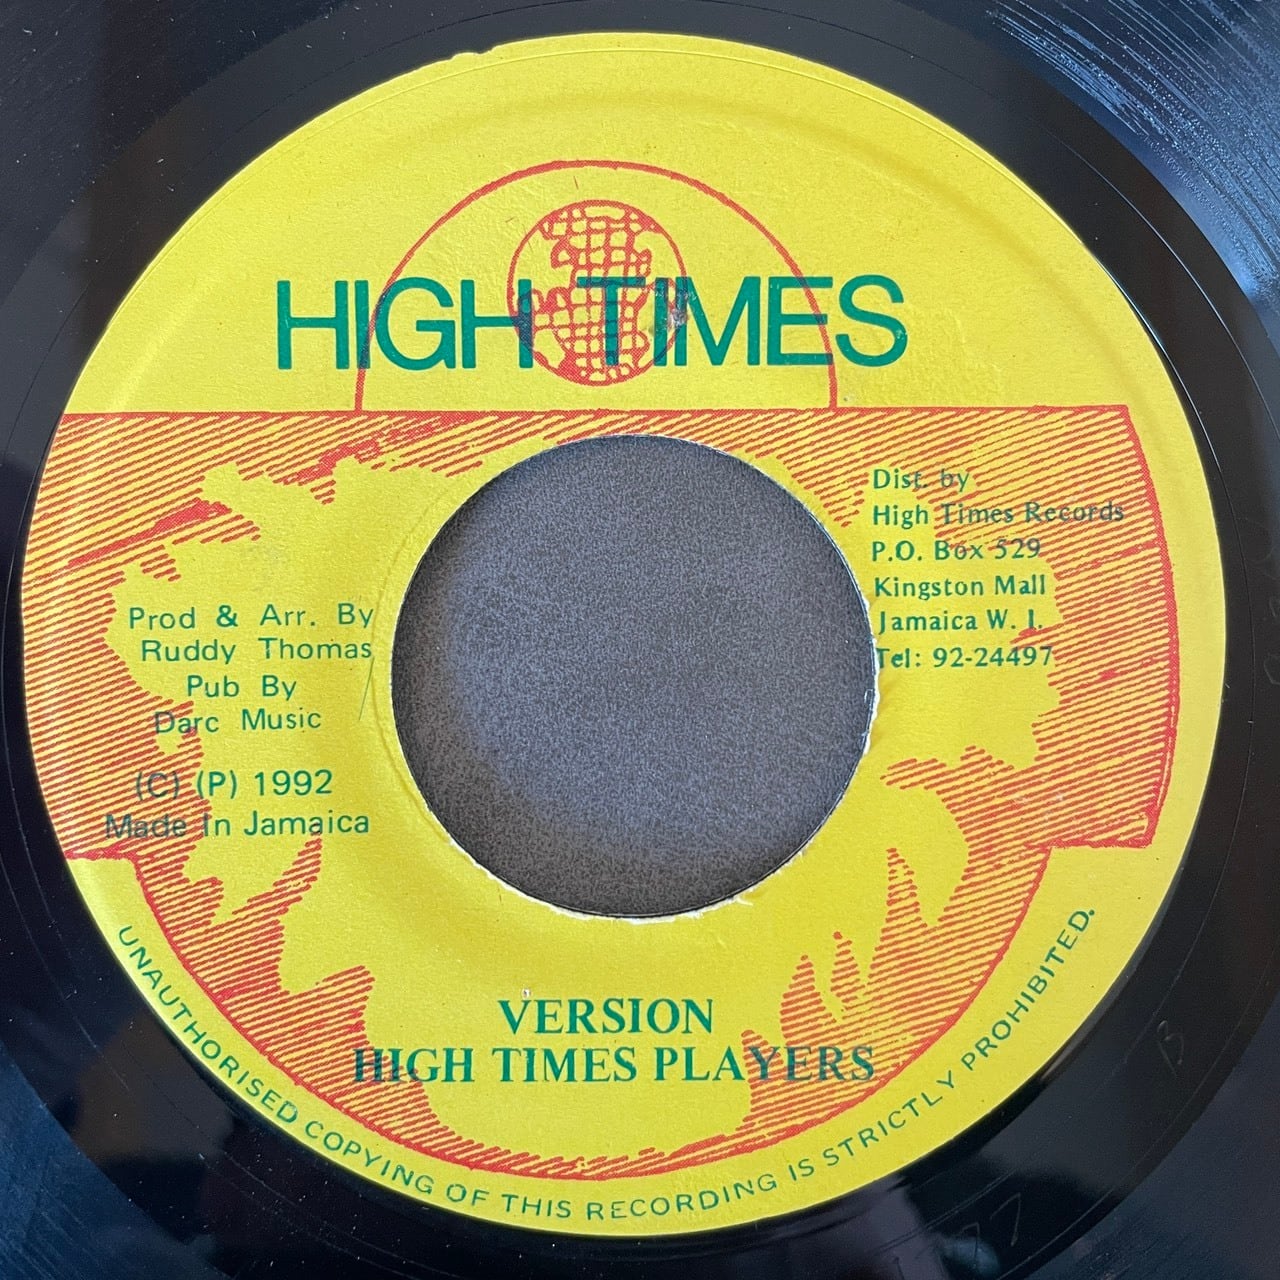 HIGH TIMES
Dist. by
High Times Records
P.O. Box 529
Kingston Mall
Jamaica W. I.
Tel: 92-24497
Prod & Arr. By
Ruddy Thomas
Pub By
Darc Music
(C) (P) 1992
Made In Jamaica
VERSION
HIGH TIMES PLAYERS
UNAUTHORISED COPYING OF THIS RECORDING IS STRICTLY PROHIBITED.
B